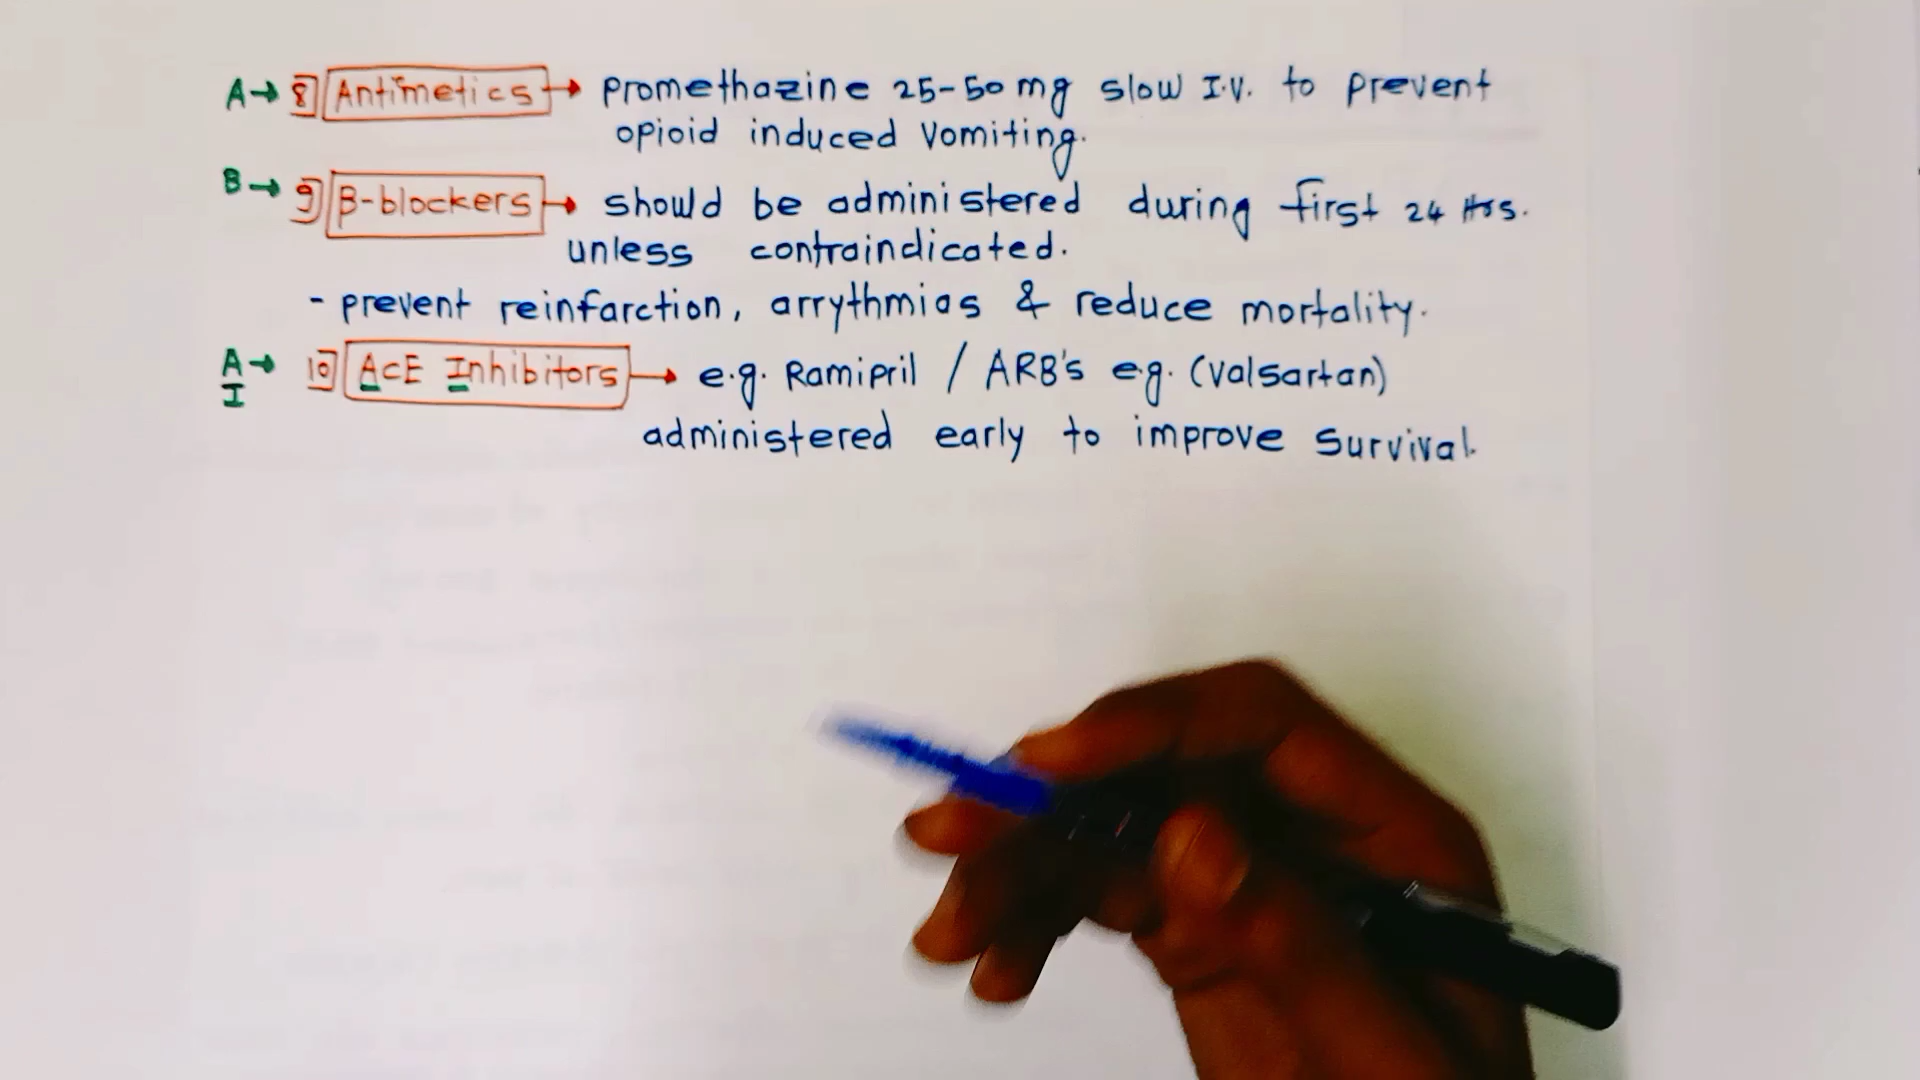 A→ 8] Antimetics → Promethazine 25-50 mg slow I.V. to prevent
opioid induced vomiting.
B→ 9] B-blockers → should be administered during first 24 Hrs.
unless contraindicated.
- prevent reinfarction, arrythmias & reduce mortality.
A→ 10] ACE Inhibitors → e.g. Ramipril / ARB's e.g. (Valsartan)
I
administered early to improve survival.